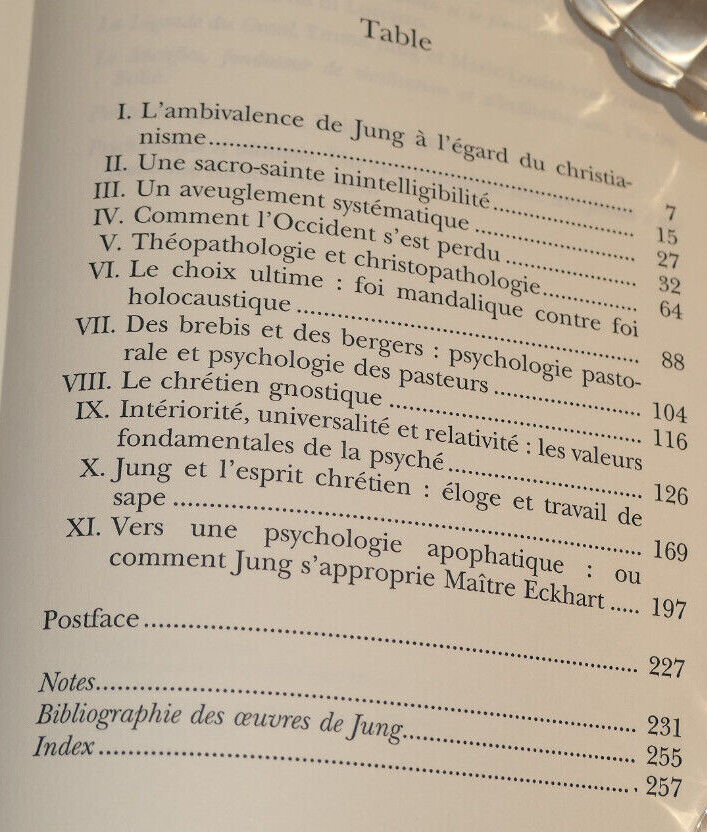 Table
I. L'ambivalence de Jung à l'égard du christia-
nisme.......... 7
II. Une sacro-sainte inintelligibilité.......... 15
III. Un aveuglement systématique.......... 27
IV. Comment l'Occident s'est perdu.......... 32
V. Théopathologie et christopathologie.......... 64
VI. Le choix ultime : foi mandalique contre foi
holocaustique.......... 88
VII. Des brebis et des bergers : psychologie pasto-
rale et psychologie des pasteurs.......... 104
VIII. Le chrétien gnostique.......... 116
IX. Intériorité, universalité et relativité : les valeurs
fondamentales de la psyché.......... 126
X. Jung et l'esprit chrétien : éloge et travail de
sape.......... 169
XI. Vers une psychologie apophatique : ou
comment Jung s'approprie Maître Eckhart..... 197
Postface.......... 227
Notes.......... 231
Bibliographie des œuvres de Jung.......... 255
Index.......... 257